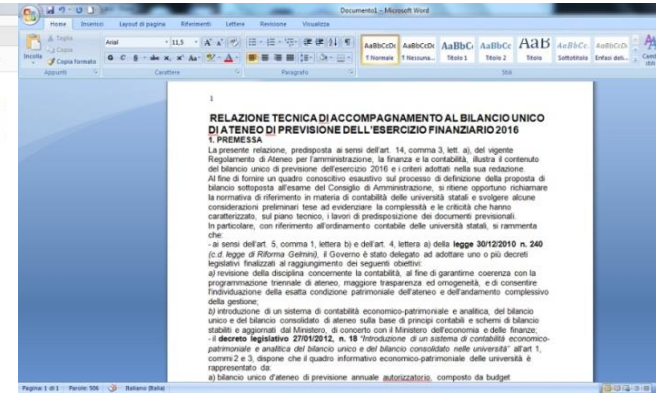 Documento1 - Microsoft Word
Home Inserisci Layout di pagina Riferimenti Lettere Revisione Visualizza
Incolla
Taglia
Copia
Copia formato
Arial 11,5
AaBbCcDc AaBbCcDc AaBbC AaBbCc AaB AaBbCc. AaBbCcD
¶ Normale ¶ Nessuna... Titolo 1 Titolo 2 Titolo Sottotitolo Enfasi deli...
Appunti Carattere Paragrafo Stili
1
RELAZIONE TECNICA DI ACCOMPAGNAMENTO AL BILANCIO UNICO
DI ATENEO DI PREVISIONE DELL'ESERCIZIO FINANZIARIO 2016
1. PREMESSA
La presente relazione, predisposta ai sensi dell'art. 14, comma 3, lett. a), del vigente
Regolamento di Ateneo per l'amministrazione, la finanza e la contabilità, illustra il contenuto
del bilancio unico di previsione dell'esercizio 2016 e i criteri adottati nella sua redazione.
Al fine di fornire un quadro conoscitivo esaustivo sul processo di definizione della proposta di
bilancio sottoposta all'esame del Consiglio di Amministrazione, si ritiene opportuno richiamare
la normativa di riferimento in materia di contabilità delle università statali e svolgere alcune
considerazioni preliminari tese ad evidenziare la complessità e le criticità che hanno
caratterizzato, sul piano tecnico, i lavori di predisposizione dei documenti previsionali.
In particolare, con riferimento all'ordinamento contabile delle università statali, si rammenta
che:
- ai sensi dell'art. 5, comma 1, lettera b) e dell'art. 4, lettera a) della legge 30/12/2010 n. 240
(c.d. legge di Riforma Gelmini), il Governo è stato delegato ad adottare uno o più decreti
legislativi finalizzati al raggiungimento dei seguenti obiettivi:
a) revisione della disciplina concernente la contabilità, al fine di garantirne coerenza con la
programmazione triennale di ateneo, maggiore trasparenza ed omogeneità, e di consentire
l'individuazione della esatta condizione patrimoniale dell'ateneo e dell'andamento complessivo
della gestione;
b) introduzione di un sistema di contabilità economico-patrimoniale e analitica, del bilancio
unico e del bilancio consolidato di ateneo sulla base di principi contabili e schemi di bilancio
stabiliti e aggiornati dal Ministero, di concerto con il Ministero dell'economia e delle finanze;
- il decreto legislativo 27/01/2012, n. 18 "Introduzione di un sistema di contabilità economico-
patrimoniale e analitica del bilancio unico e del bilancio consolidato nelle università" all'art 1,
commi 2 e 3, dispone che il quadro informativo economico-patrimoniale delle università è
rappresentato da:
a) bilancio unico d'ateneo di previsione annuale autorizzatorio, composto da budget
Pagina: 1 di 1 Parole: 506 Italiano (Italia)